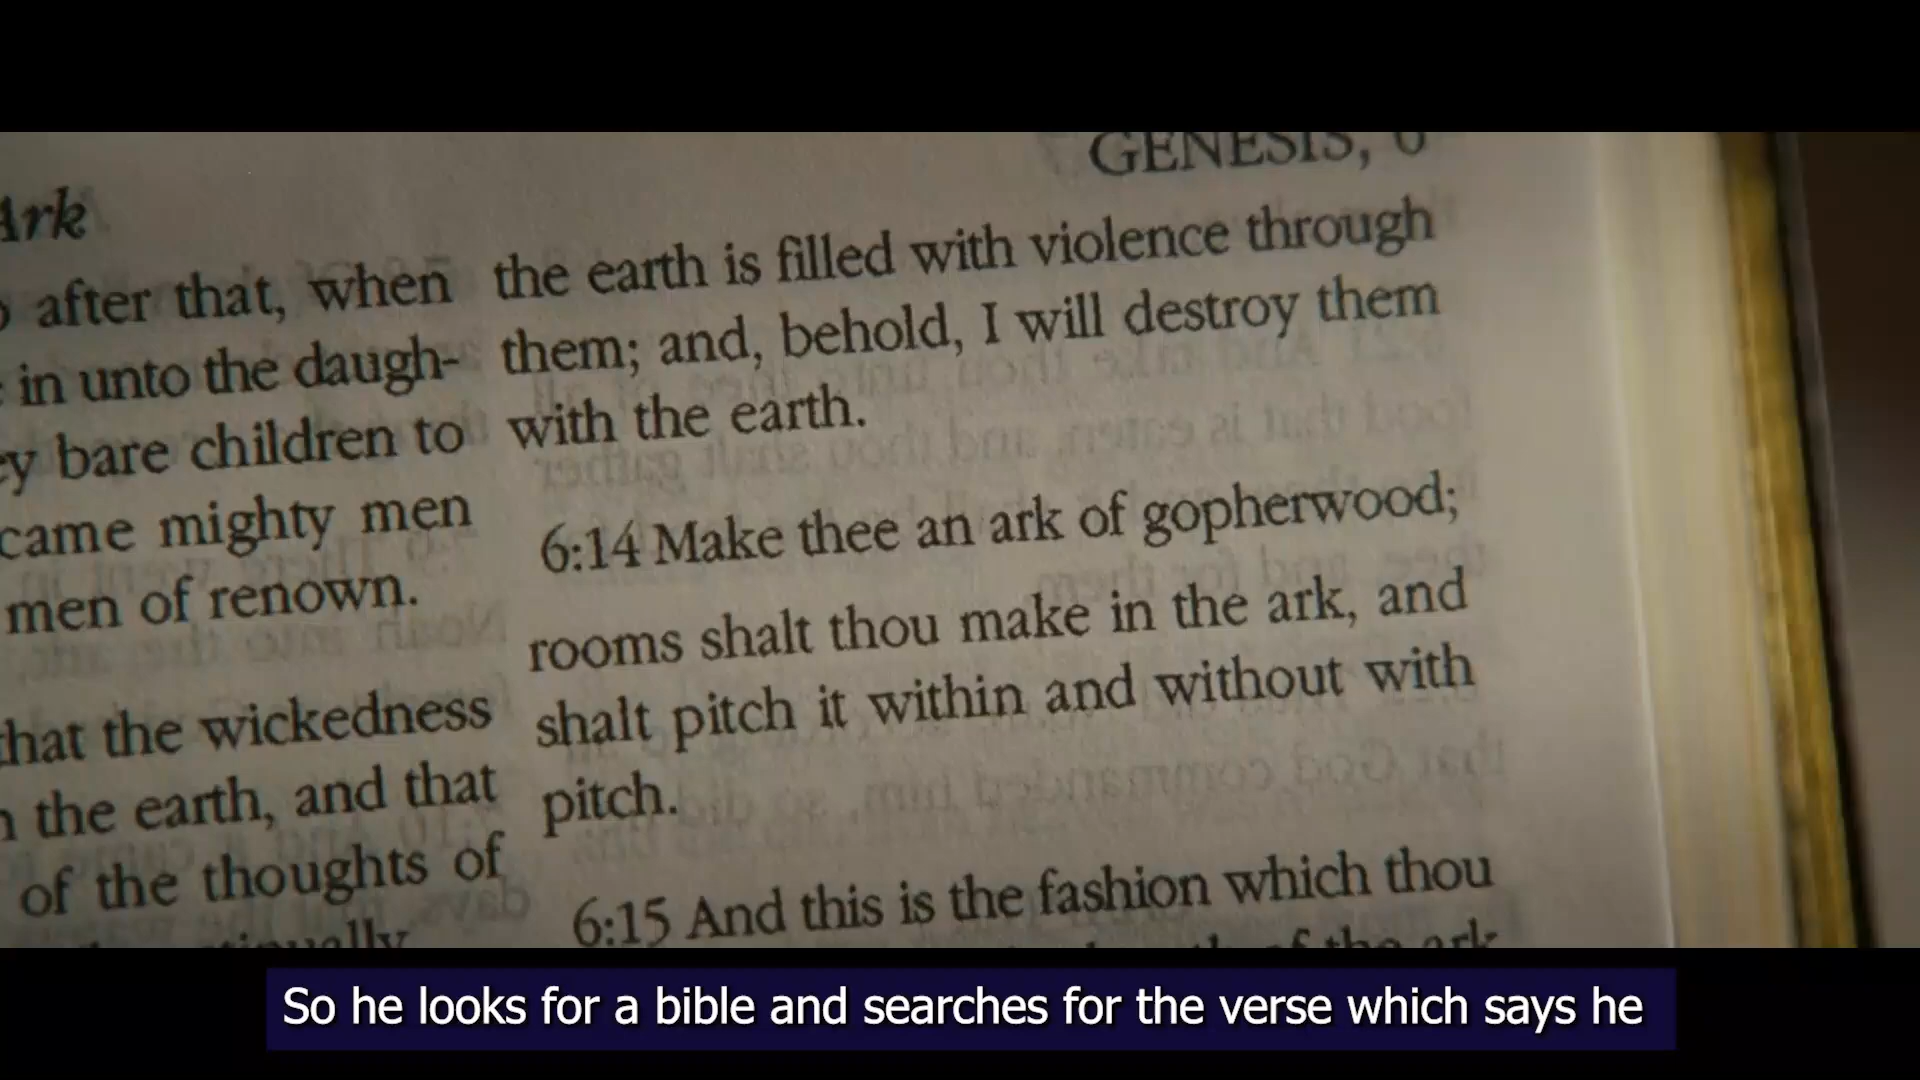 GENESIS, 6
Ark
after that, when
in unto the daugh-
bare children to
came mighty men
men of renown.
that the wickedness
the earth, and that
of the thoughts of
the earth is filled with violence through
them; and, behold, I will destroy them
with the earth.
6:14 Make thee an ark of gopherwood;
rooms shalt thou make in the ark, and
shalt pitch it within and without with
pitch.
6:15 And this is the fashion which thou
of the ark
So he looks for a bible and searches for the verse which says he